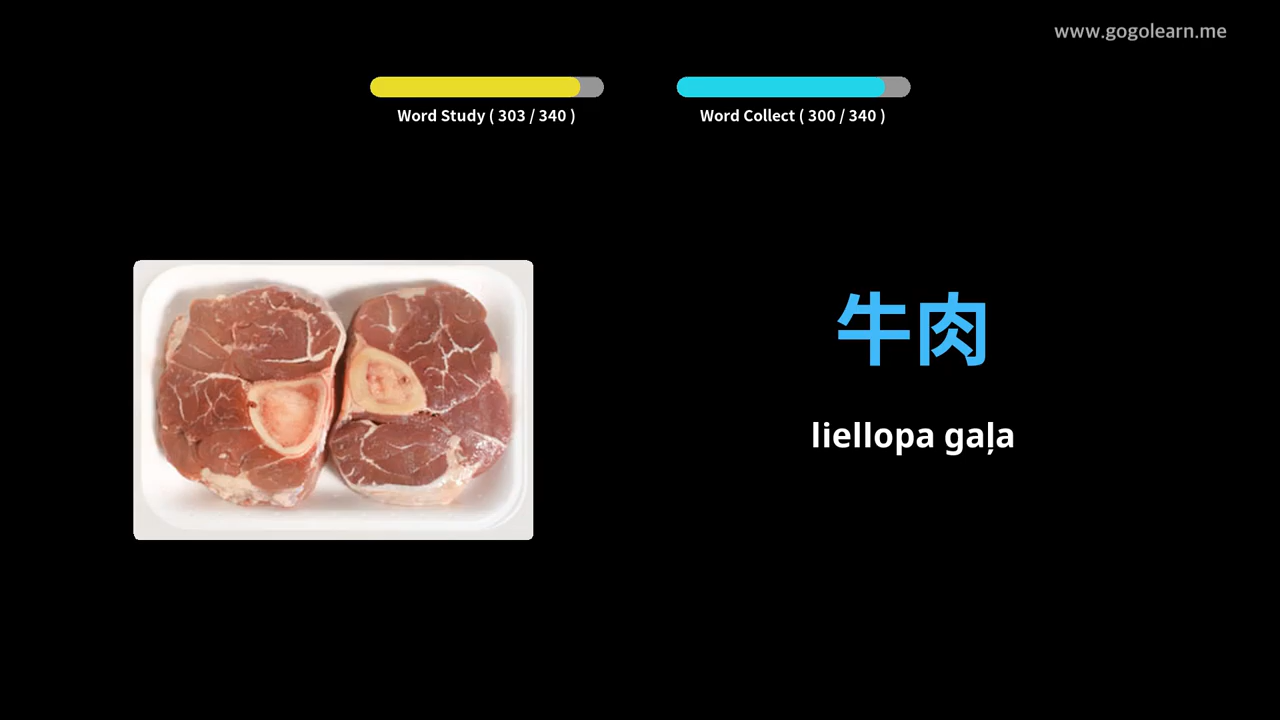 www.gogolearn.me
Word Study ( 303 / 340 )
Word Collect ( 300 / 340 )
牛肉
liellopa gaļa